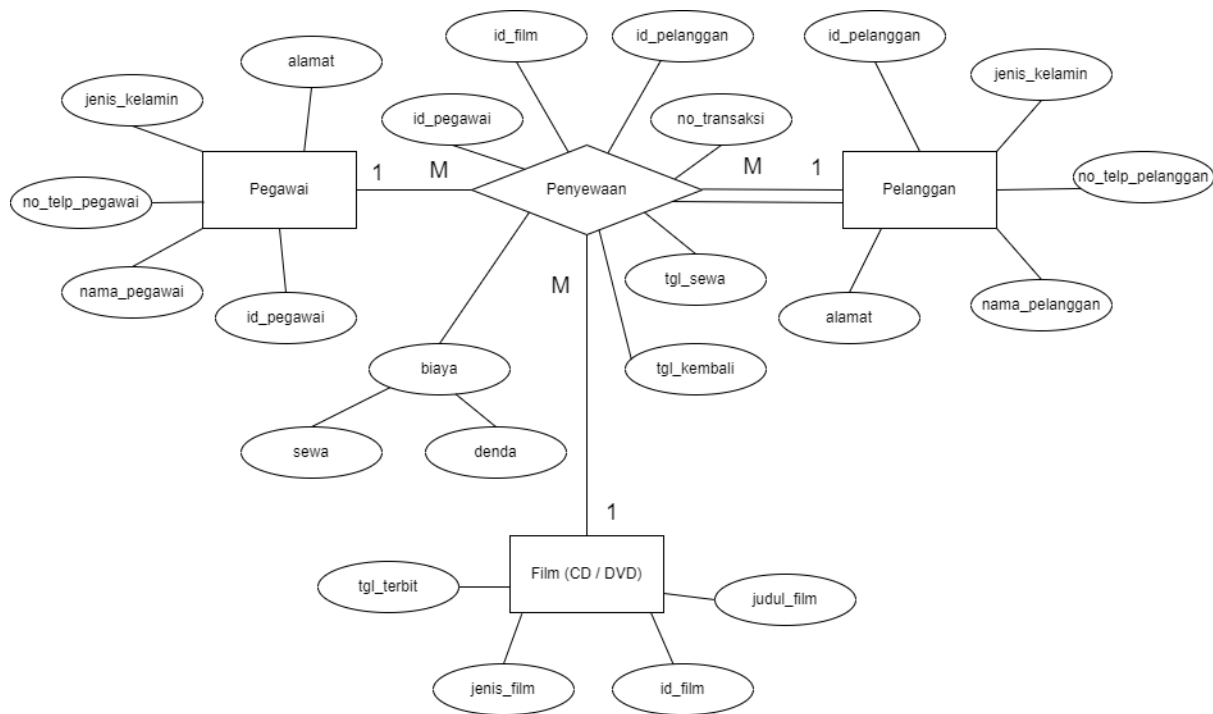 id_film
id_pelanggan
id_pelanggan
alamat
jenis_kelamin
jenis_kelamin
id_pegawai
no_transaksi
1
M
M
1
Pegawai
Penyewaan
Pelanggan
no_telp_pegawai
no_telp_pelanggan
nama_pegawai
id_pegawai
tgl_sewa
alamat
nama_pelanggan
M
biaya
tgl_kembali
sewa
denda
1
Film (CD / DVD)
tgl_terbit
judul_film
jenis_film
id_film